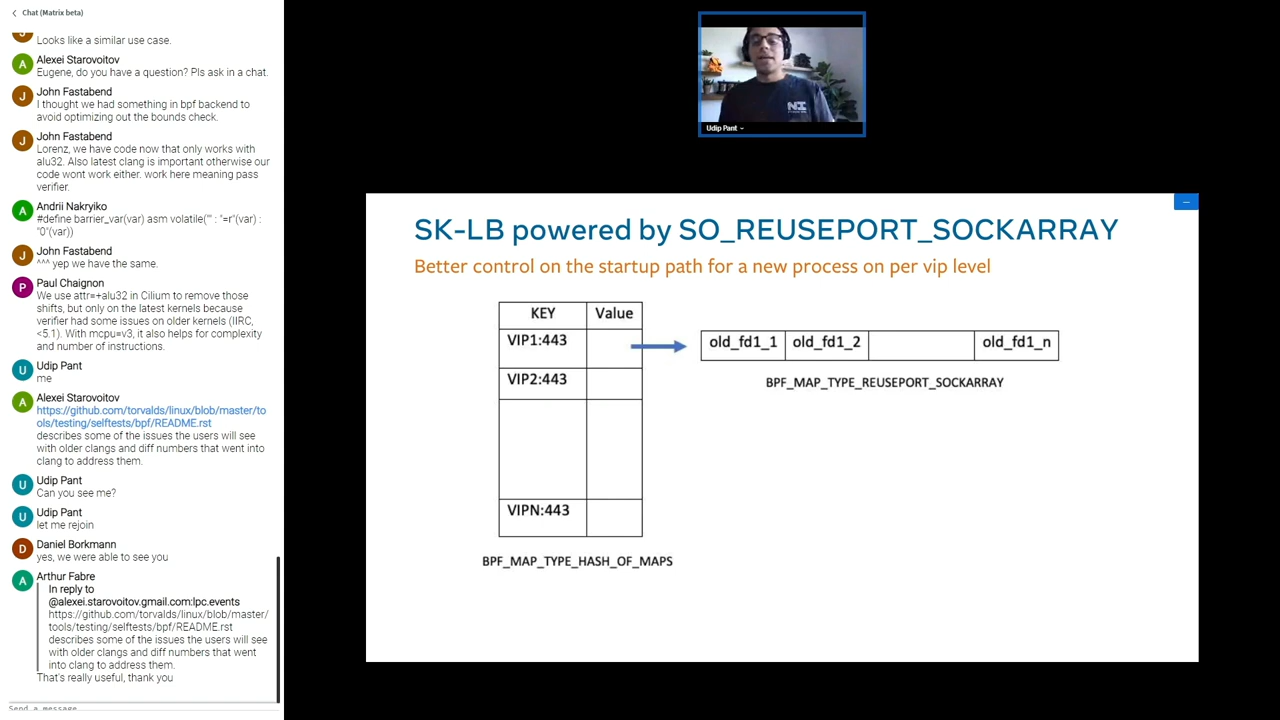 Chat (Matrix beta)
Looks like a similar use case.
A
Alexei Starovoitov
Eugene, do you have a question? Pls ask in a chat.
J
John Fastabend
I thought we had something in bpf backend to
avoid optimizing out the bounds check.
J
John Fastabend
Lorenz, we have code now that only works with
alu32. Also latest clang is important otherwise our
code wont work either. work here meaning pass
verifier.
A
Andrii Nakryiko
#define barrier_var(var) asm volatile("" : "=r"(var) :
"0"(var))
J
John Fastabend
^^^ yep we have the same.
P
Paul Chaignon
We use attr=+alu32 in Cilium to remove those
shifts, but only on the latest kernels because
verifier had some issues on older kernels (IIRC,
<5.1). With mcpu=v3, it also helps for complexity
and number of instructions.
U
Udip Pant
me
A
Alexei Starovoitov
https://github.com/torvalds/linux/blob/master/to
ols/testing/selftests/bpf/README.rst
describes some of the issues the users will see
with older clangs and diff numbers that went into
clang to address them.
U
Udip Pant
Can you see me?
U
Udip Pant
let me rejoin
D
Daniel Borkmann
yes, we were able to see you
A
Arthur Fabre
In reply to
@alexei.starovoitov.gmail.com:lpc.events
https://github.com/torvalds/linux/blob/master/
tools/testing/selftests/bpf/README.rst
describes some of the issues the users will see
with older clangs and diff numbers that went
into clang to address them.
That's really useful, thank you
Send a message
Udip Pant
SK-LB powered by SO_REUSEPORT_SOCKARRAY
Better control on the startup path for a new process on per vip level
KEY Value
VIP1:443
VIP2:443
VIPN:443
BPF_MAP_TYPE_HASH_OF_MAPS
old_fd1_1 old_fd1_2 old_fd1_n
BPF_MAP_TYPE_REUSEPORT_SOCKARRAY